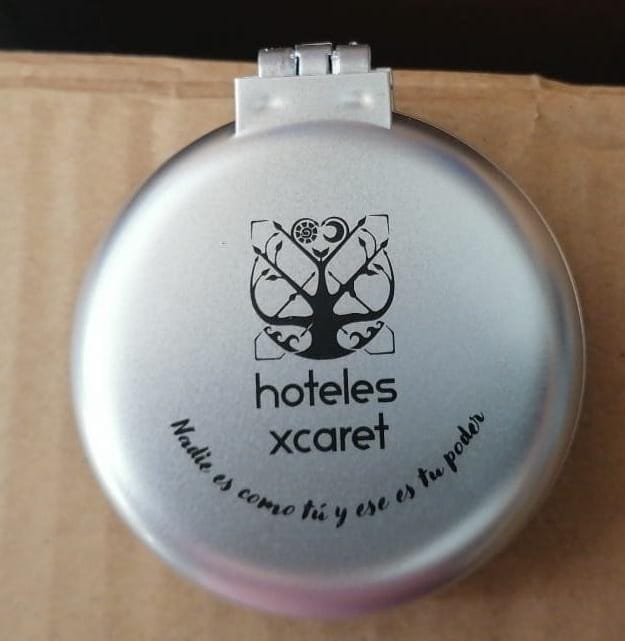 hoteles
xcaret
Nadie es como tú y ese es tu poder